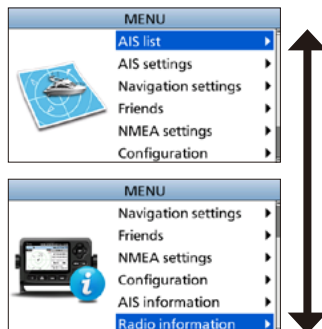 MENU
AIS list
AIS settings
Navigation settings
Friends
NMEA settings
Configuration
MENU
Navigation settings
Friends
NMEA settings
Configuration
AIS information
Radio information